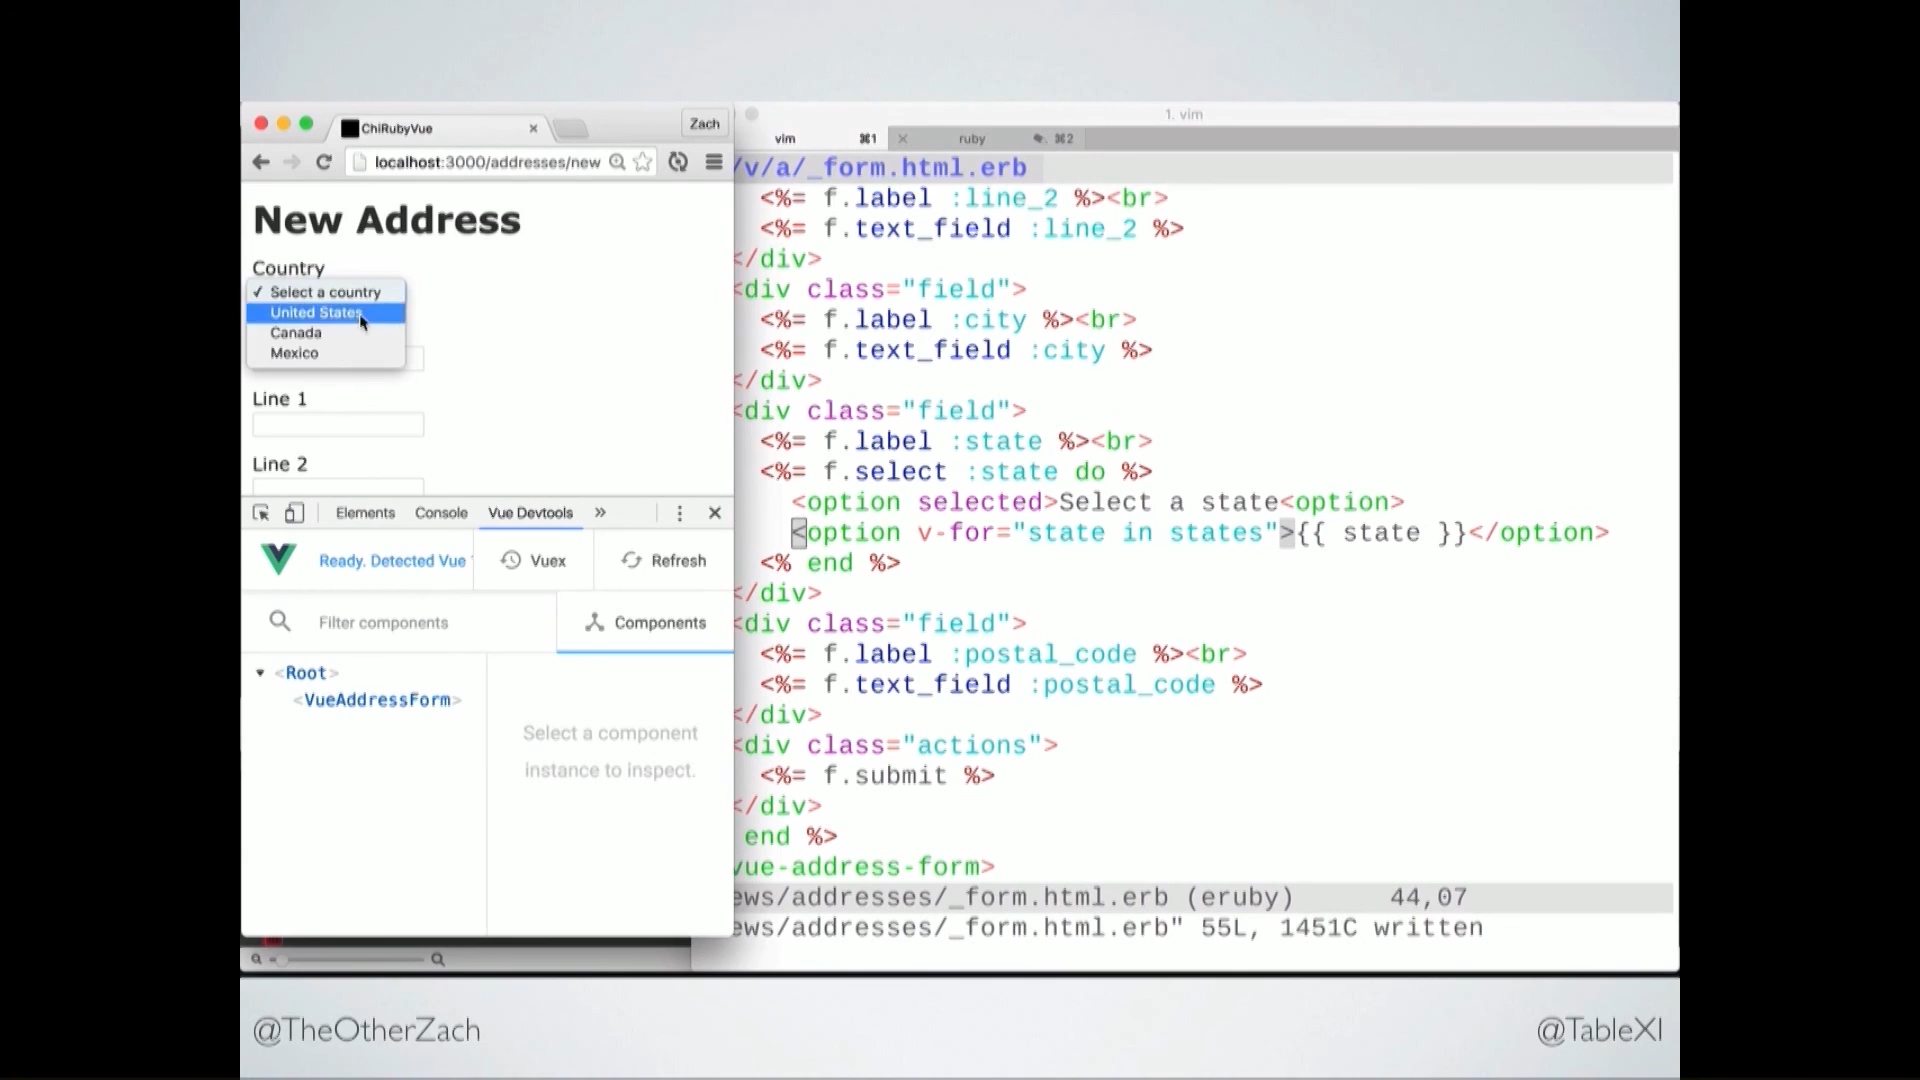 ChiRubyVue
Zach
localhost:3000/addresses/new
New Address
Country
✓ Select a country
United States
Canada
Mexico
Line 1
Line 2
Elements Console Vue Devtools »
Ready. Detected Vue
Vuex
Refresh
Filter components
Components
<Root>
<VueAddressForm>
Select a component
instance to inspect.
1. vim
vim ⌘1 ruby ⌘2
/v/a/_form.html.erb
<%= f.label :line_2 %><br>
<%= f.text_field :line_2 %>
</div>
<div class="field">
<%= f.label :city %><br>
<%= f.text_field :city %>
</div>
<div class="field">
<%= f.label :state %><br>
<%= f.select :state do %>
<option selected>Select a state<option>
<option v-for="state in states">{{ state }}</option>
<% end %>
</div>
<div class="field">
<%= f.label :postal_code %><br>
<%= f.text_field :postal_code %>
</div>
<div class="actions">
<%= f.submit %>
</div>
end %>
vue-address-form>
ews/addresses/_form.html.erb (eruby) 44,07
ews/addresses/_form.html.erb" 55L, 1451C written
@TheOtherZach
@TableXI